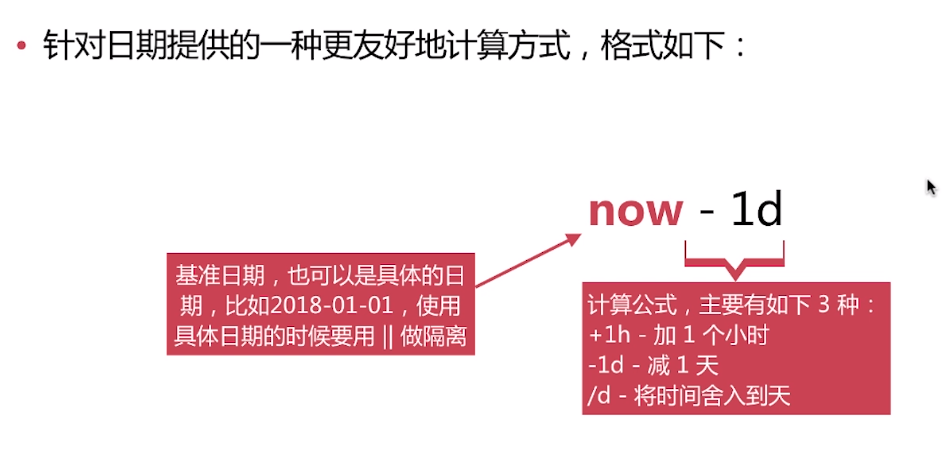 • 针对日期提供的一种更友好地计算方式，格式如下：
now - 1d
基准日期，也可以是具体的日
期，比如2018-01-01，使用
具体日期的时候要用 || 做隔离
计算公式，主要有如下 3 种：
+1h - 加 1 个小时
-1d - 减 1 天
/d - 将时间舍入到天